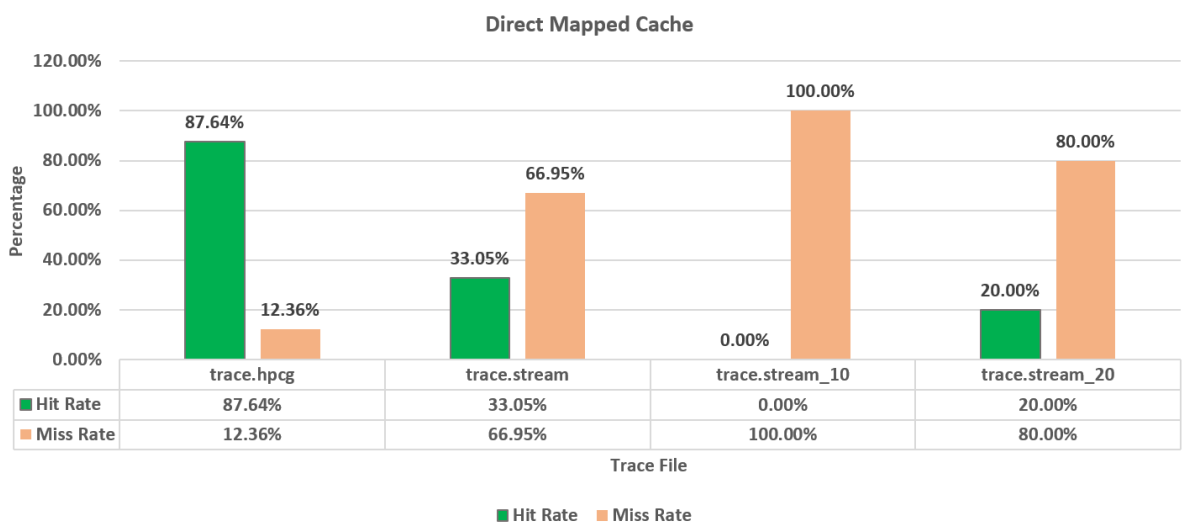 Direct Mapped Cache
120.00%
100.00%
80.00%
60.00%
40.00%
20.00%
0.00%
Percentage
87.64%
12.36%
33.05%
66.95%
0.00%
100.00%
20.00%
80.00%
trace.hpcg trace.stream trace.stream_10 trace.stream_20
Hit Rate 87.64% 33.05% 0.00% 20.00%
Miss Rate 12.36% 66.95% 100.00% 80.00%
Trace File
Hit Rate Miss Rate